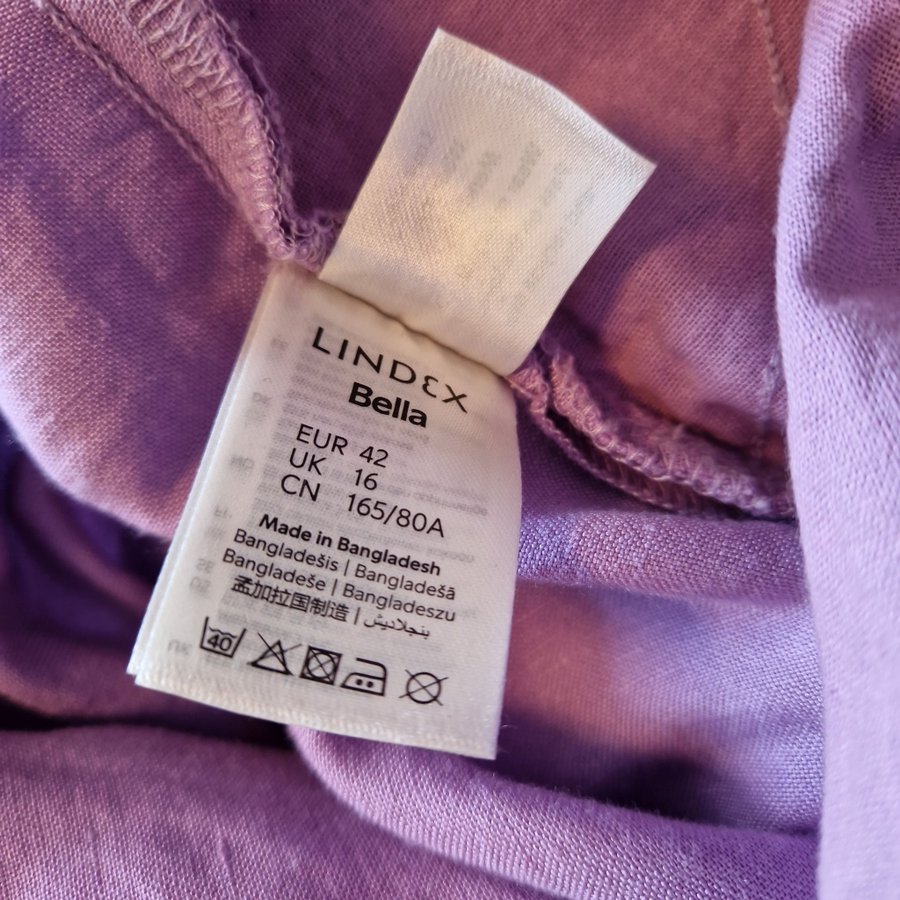 LINDEX
Bella
EUR 42
UK 16
CN 165/80A
Made in Bangladesh
Bangladešis | Bangladešā
Bangladeše | Bangladeszu
孟加拉国制造 | بنجلاديش
40